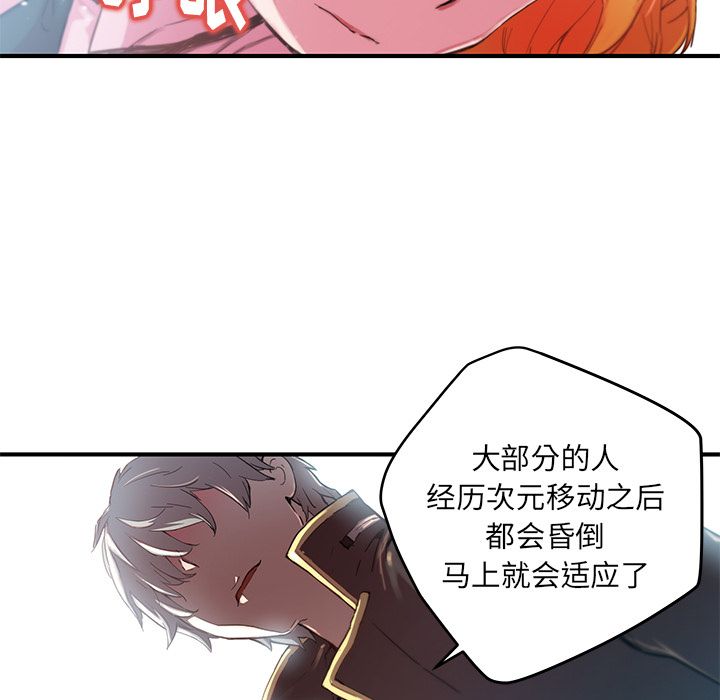 大部分的人
经历次元移动之后
都会昏倒
马上就会适应了